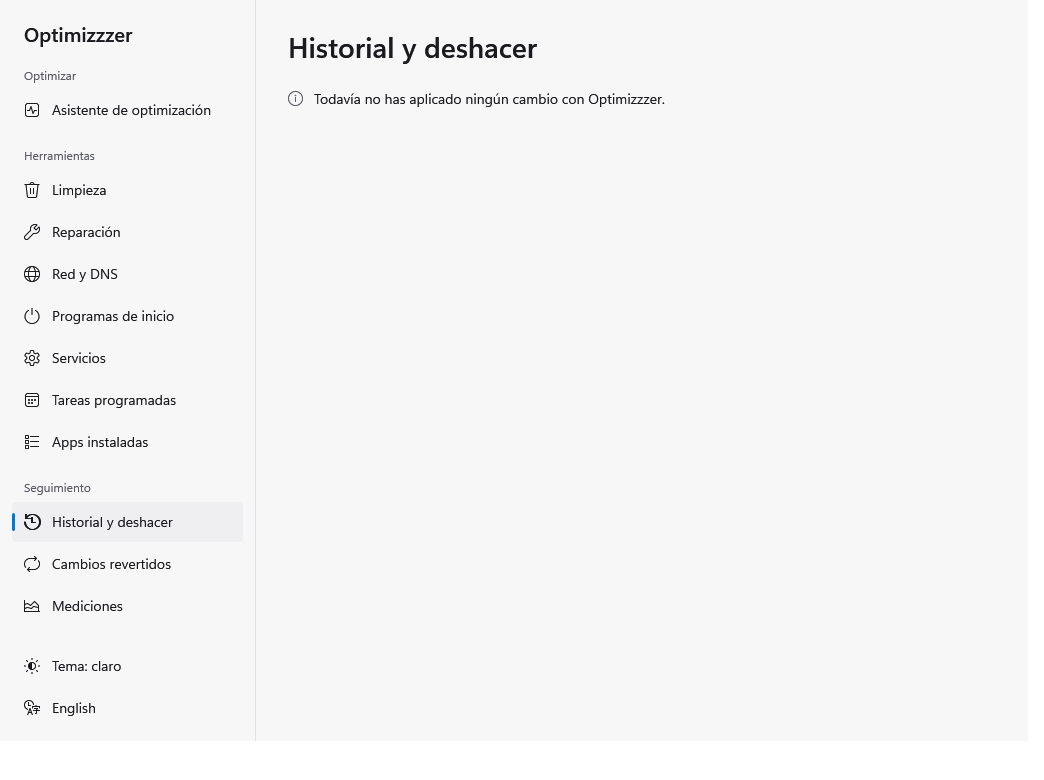 Optimizzzer
Optimizar
Asistente de optimización
Herramientas
Limpieza
Reparación
Red y DNS
Programas de inicio
Servicios
Tareas programadas
Apps instaladas
Seguimiento
Historial y deshacer
Cambios revertidos
Mediciones
Tema: claro
English
Historial y deshacer
Todavía no has aplicado ningún cambio con Optimizzzer.